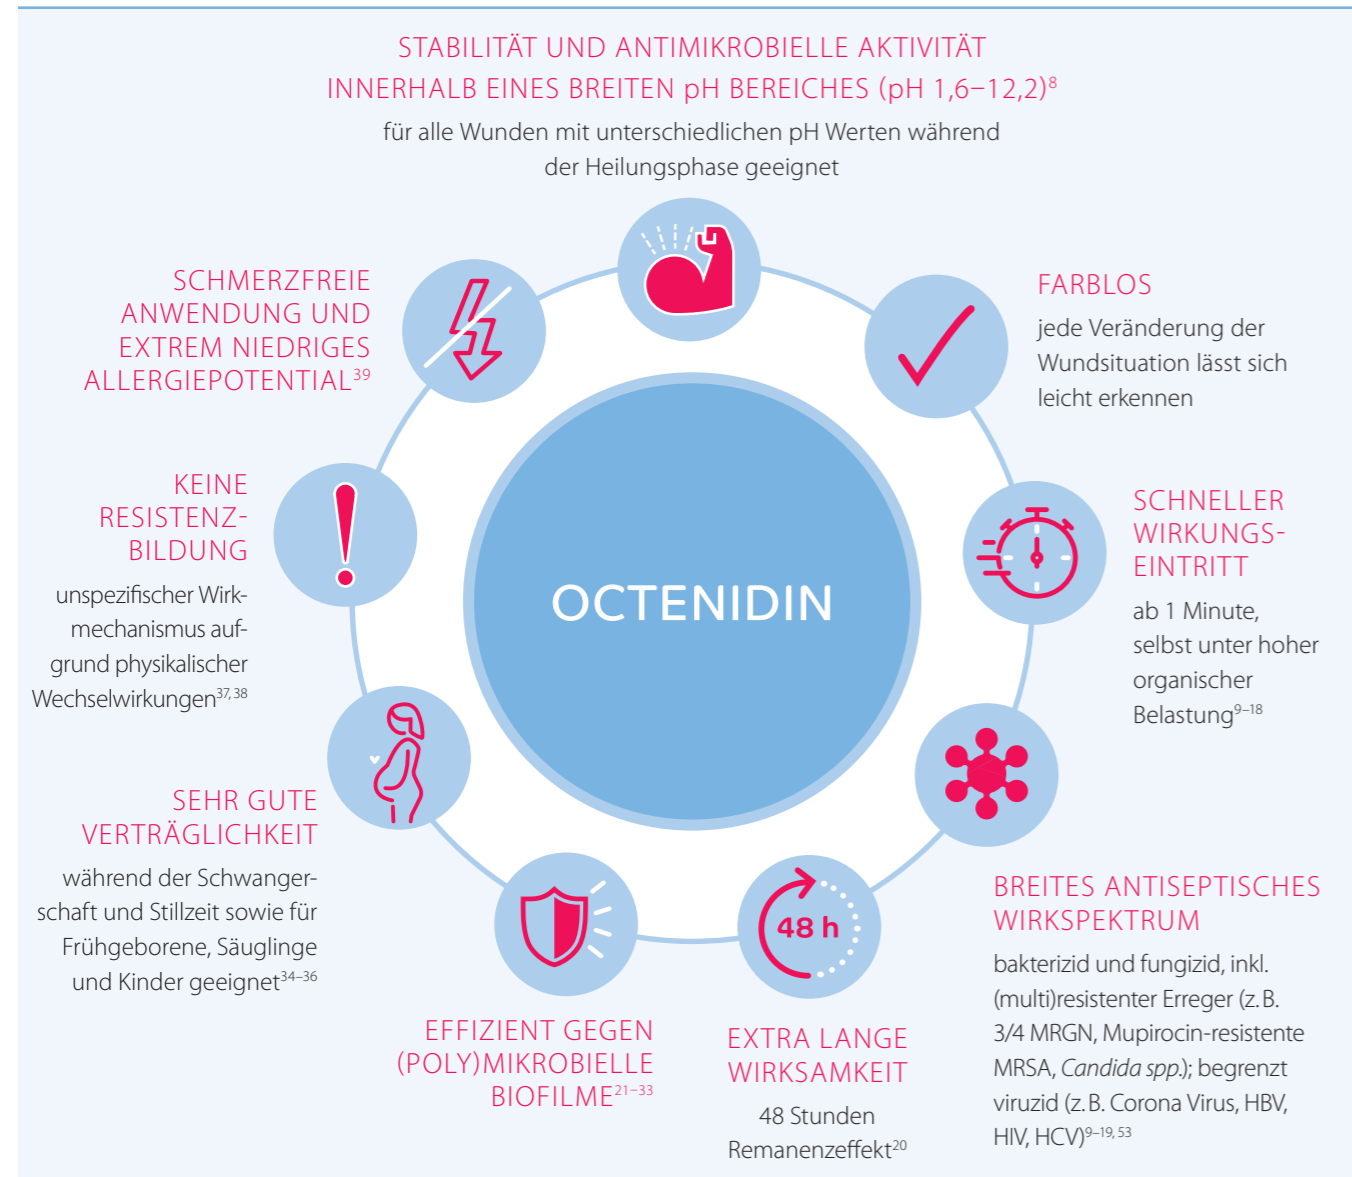 STABILITÄT UND ANTIMIKROBIELLE AKTIVITÄT
INNERHALB EINES BREITEN pH BEREICHES (pH 1,6–12,2)⁸
für alle Wunden mit unterschiedlichen pH Werten während
der Heilungsphase geeignet
FARBLOS
jede Veränderung der
Wundsituation lässt sich
leicht erkennen
SCHNELLER
WIRKUNGS-
EINTRITT
ab 1 Minute,
selbst unter hoher
organischer
Belastung⁹⁻¹⁸
BREITES ANTISEPTISCHES
WIRKSPEKTRUM
bakterizid und fungizid, inkl.
(multi)resistenter Erreger (z. B.
3/4 MRGN, Mupirocin-resistente
MRSA, Candida spp.); begrenzt
viruzid (z. B. Corona Virus, HBV,
HIV, HCV)⁹⁻¹⁹, ⁵³
48 h
EXTRA LANGE
WIRKSAMKEIT
48 Stunden
Remanenzeffekt²⁰
EFFIZIENT GEGEN
(POLY)MIKROBIELLE
BIOFILME²¹⁻³³
SEHR GUTE
VERTRÄGLICHKEIT
während der Schwanger-
schaft und Stillzeit sowie für
Frühgeborene, Säuglinge
und Kinder geeignet³⁴⁻³⁶
KEINE
RESISTENZ-
BILDUNG
unspezifischer Wirk-
mechanismus auf-
grund physikalischer
Wechselwirkungen³⁷, ³⁸
SCHMERZFREIE
ANWENDUNG UND
EXTREM NIEDRIGES
ALLERGIEPOTENTIAL³⁹
OCTENIDIN